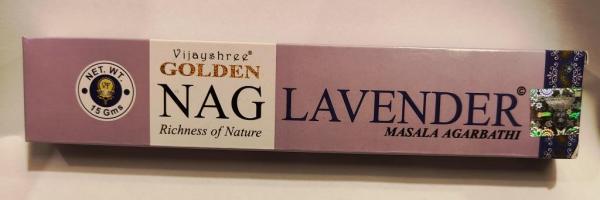 NET. WT.
15 Gms
Vijayshree®
GOLDEN
NAG
Richness of Nature
LAVENDER©
MASALA AGARBATHI